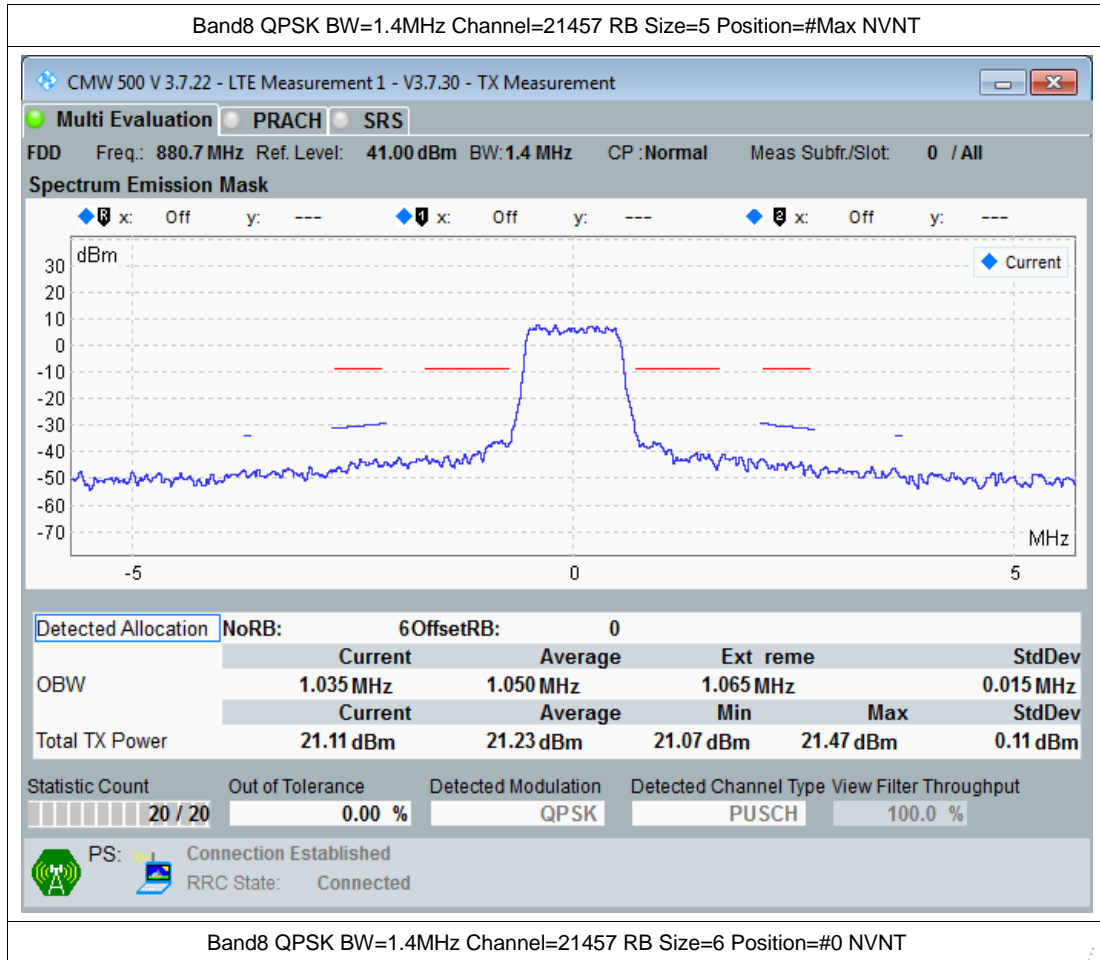 Band8 QPSK BW=1.4MHz Channel=21457 RB Size=5 Position=#Max NVNT
CMW 500 V 3.7.22 - LTE Measurement 1 - V3.7.30 - TX Measurement
Multi Evaluation PRACH SRS
FDD Freq.: 880.7 MHz Ref. Level: 41.00 dBm BW:1.4 MHz CP :Normal Meas Subfr./Slot: 0 / All
Spectrum Emission Mask
R x: Off y: --- 1 x: Off y: --- 2 x: Off y: ---
dBm
Current
30
20
10
0
-10
-20
-30
-40
-50
-60
-70
MHz
-5 0 5
Detected Allocation NoRB: 6 OffsetRB: 0
Current Average Ext reme StdDev
OBW 1.035 MHz 1.050 MHz 1.065 MHz 0.015 MHz
Current Average Min Max StdDev
Total TX Power 21.11 dBm 21.23 dBm 21.07 dBm 21.47 dBm 0.11 dBm
Statistic Count Out of Tolerance Detected Modulation Detected Channel Type View Filter Throughput
20 / 20 0.00 % QPSK PUSCH 100.0 %
PS: Connection Established
RRC State: Connected
Band8 QPSK BW=1.4MHz Channel=21457 RB Size=6 Position=#0 NVNT